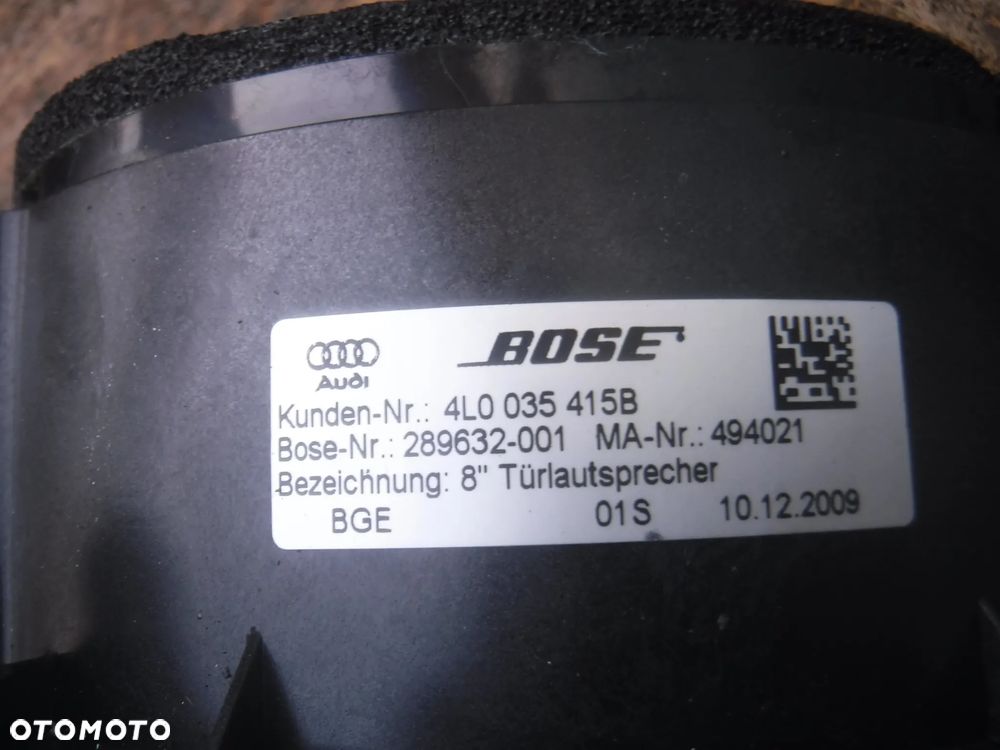 Audi
BOSE
Kunden-Nr.: 4L0 035 415B
Bose-Nr.: 289632-001 MA-Nr.: 494021
Bezeichnung: 8" Türlautsprecher
BGE 01S 10.12.2009
OTOMOTO